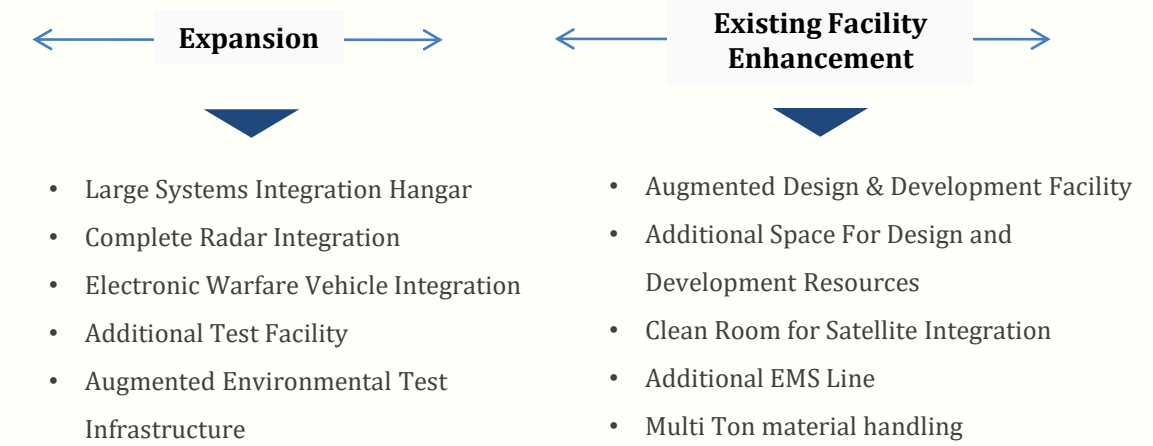 Expansion
• Large Systems Integration Hangar
• Complete Radar Integration
• Electronic Warfare Vehicle Integration
• Additional Test Facility
• Augmented Environmental Test
Infrastructure
Existing Facility
Enhancement
• Augmented Design & Development Facility
• Additional Space For Design and
Development Resources
• Clean Room for Satellite Integration
• Additional EMS Line
• Multi Ton material handling